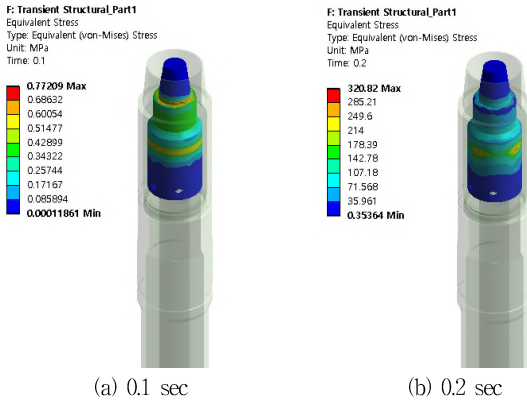 F: Transient Structural_Part1
Equivalent Stress
Type: Equivalent (von-Mises) Stress
Unit: MPa
Time: 0.1
0.77209 Max
0.68632
0.60054
0.51477
0.42899
0.34322
0.25744
0.17167
0.085894
0.00011861 Min
(a) 0.1 sec
F: Transient Structural_Part1
Equivalent Stress
Type: Equivalent (von-Mises) Stress
Unit: MPa
Time: 0.2
320.82 Max
285.21
249.6
214
178.39
142.78
107.18
71.568
35.961
0.35364 Min
(b) 0.2 sec